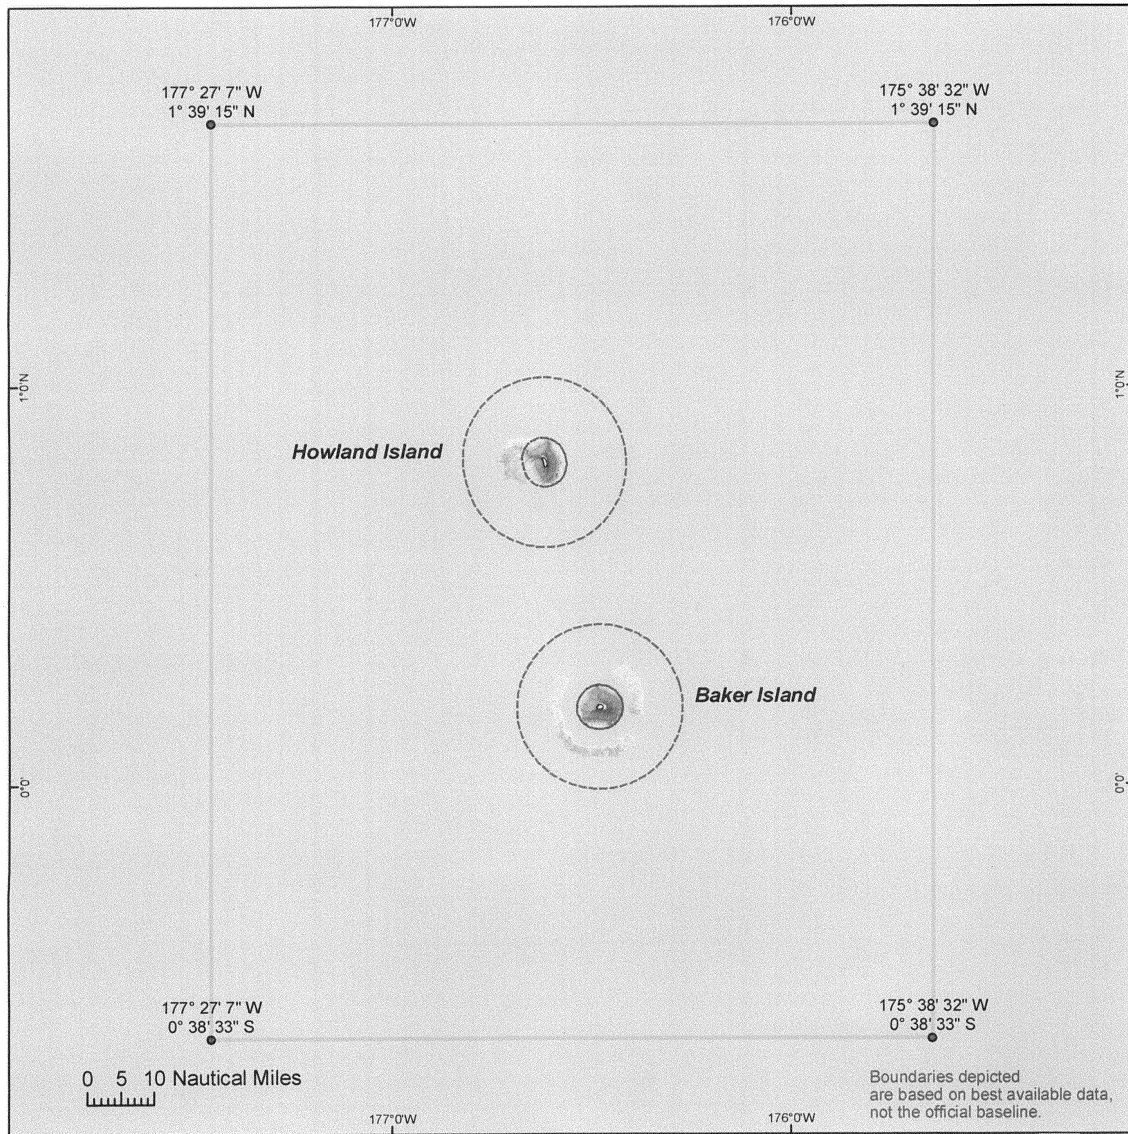 177°0'W
176°0'W
177° 27' 7" W
1° 39' 15" N
175° 38' 32" W
1° 39' 15" N
1°0'N
1°0'N
Howland Island
Baker Island
0°0'
0°0'
177° 27' 7" W
0° 38' 33" S
175° 38' 32" W
0° 38' 33" S
0 5 10 Nautical Miles
Boundaries depicted
are based on best available data,
not the official baseline.
177°0'W
176°0'W